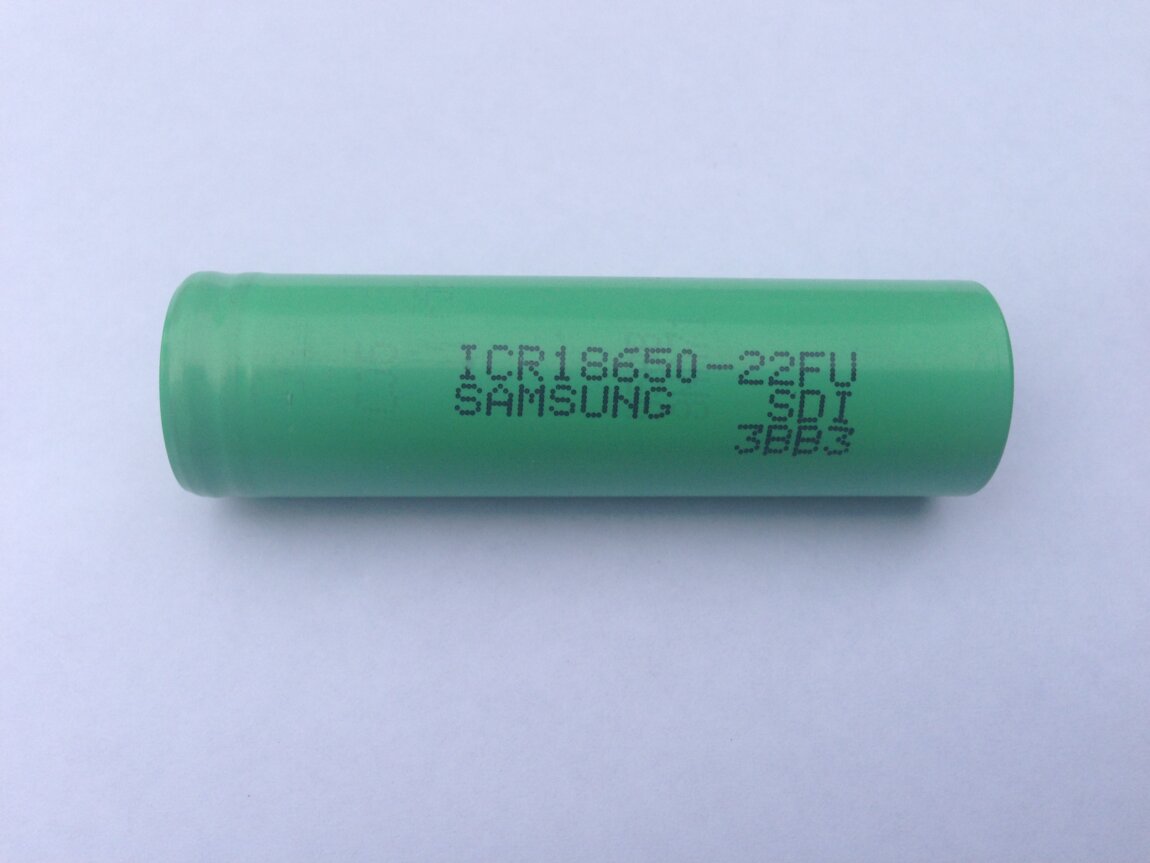 ICR18650-22FU
SAMSUNG SDI
3BB3